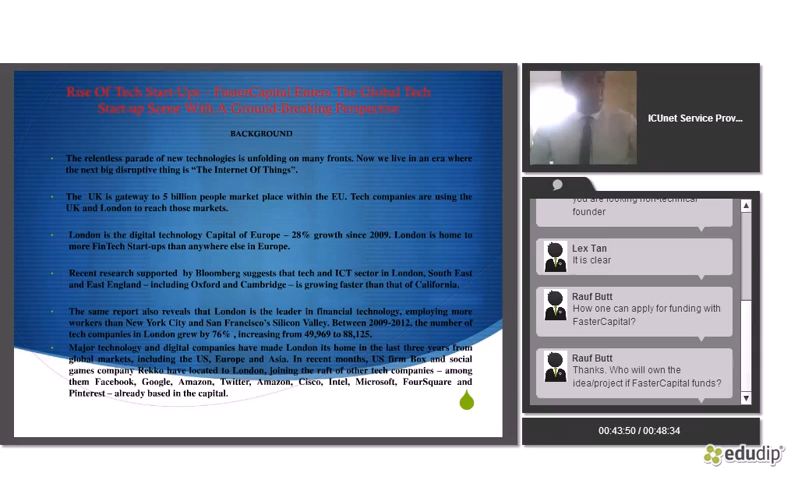 Rise Of Tech Start-Ups – FasterCapital Enters The Global Tech
Start-up Scene With A Ground-Breaking Perspective
BACKGROUND
The relentless parade of new technologies is unfolding on many fronts. Now we live in an era where
the next big disruptive thing is “The Internet Of Things”.
The UK is gateway to 5 billion people market place within the EU. Tech companies are using the
UK and London to reach those markets.
London is the digital technology Capital of Europe – 28% growth since 2009. London is home to
more FinTech Start-ups than anywhere else in Europe.
Recent research supported by Bloomberg suggests that tech and ICT sector in London, South East
and East England – including Oxford and Cambridge – is growing faster than that of California.
The same report also reveals that London is the leader in financial technology, employing more
workers than New York City and San Francisco’s Silicon Valley. Between 2009-2012, the number of
tech companies in London grew by 76% , increasing from 49,969 to 88,125.
Major technology and digital companies have made London its home in the last three years from
global markets, including the US, Europe and Asia. In recent months, US firm Box and social
games company Rekko have located to London, joining the raft of other tech companies – among
them Facebook, Google, Amazon, Twitter, Amazon, Cisco, Intel, Microsoft, FourSquare and
Pinterest – already based in the capital.
ICUnet Service Prov...
you are looking non-technical
founder
Lex Tan
It is clear
Rauf Butt
How one can apply for funding with
FasterCapital?
Rauf Butt
Thanks. Who will own the
idea/project if FasterCapital funds?
00:43:50 / 00:48:34
edudip